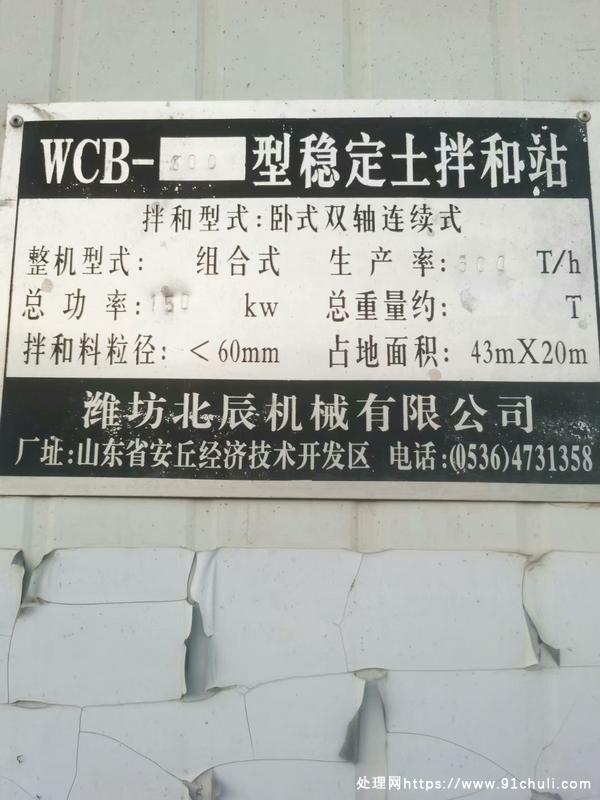 WCB- 型稳定土拌和站
拌和型式:卧式双轴连续式
整机型式: 组合式 生产率: T/h
总功率: kw 总重量约: T
拌和料粒径: <60mm 占地面积: 43mX20m
潍坊北辰机械有限公司
厂址:山东省安丘经济技术开发区 电话:(0536)4731358
处理网https://www.91chuli.com